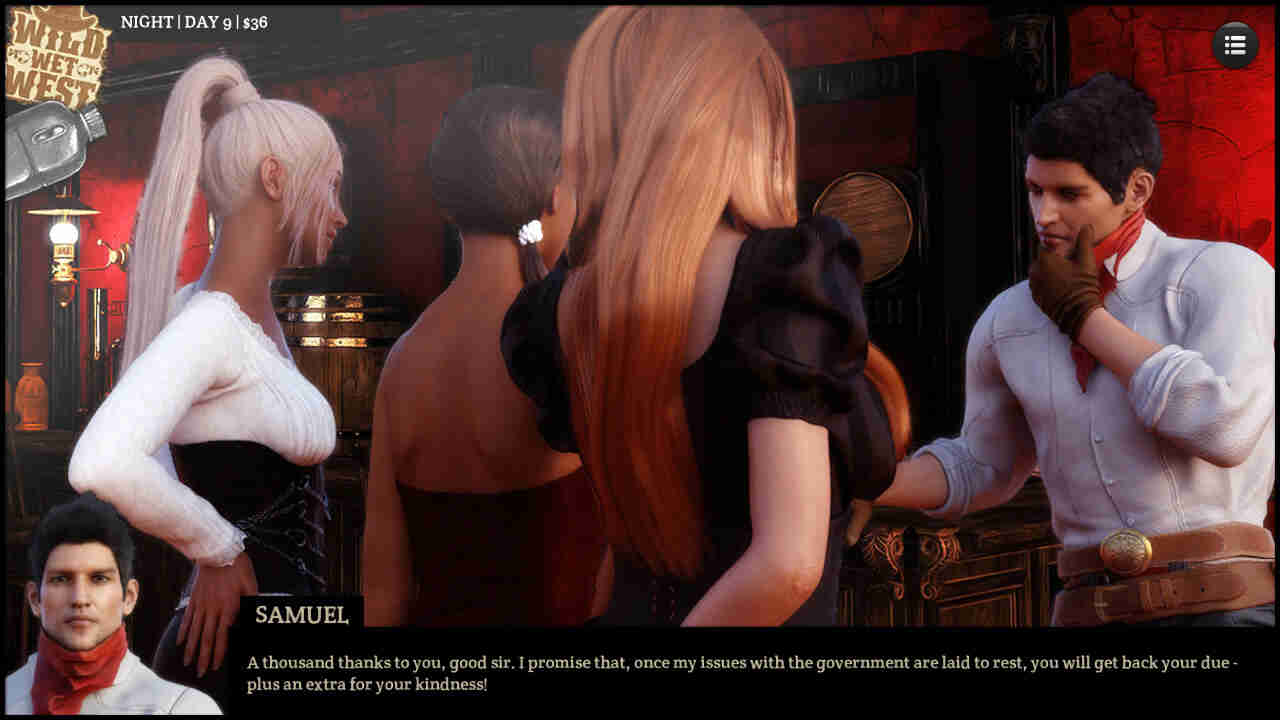 NIGHT | DAY 9 | $36
WILD
WET
WEST
SAMUEL
A thousand thanks to you, good sir. I promise that, once my issues with the government are laid to rest, you will get back your due -
plus an extra for your kindness!